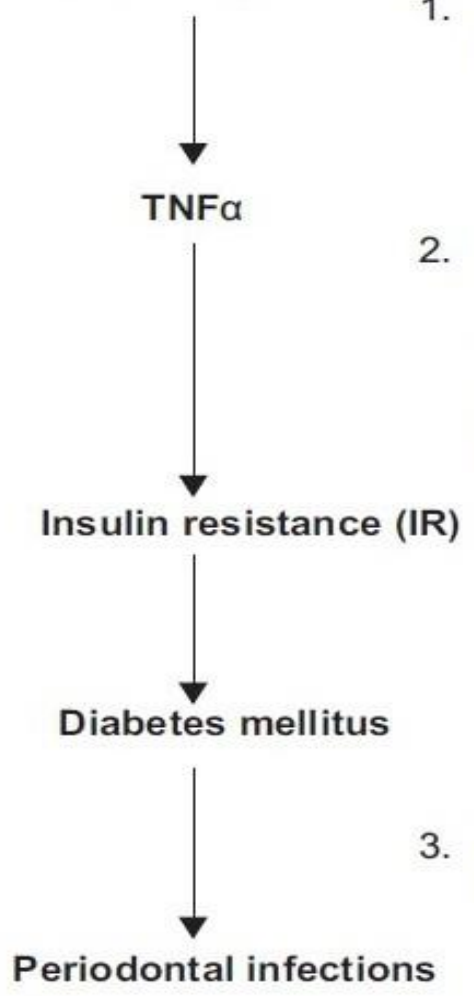 1.
TNFα
2.
Insulin resistance (IR)
Diabetes mellitus
3.
Periodontal infections